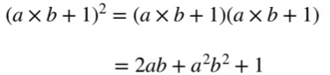 (a × b + 1)² = (a × b + 1)(a × b + 1)
= 2ab + a²b² + 1